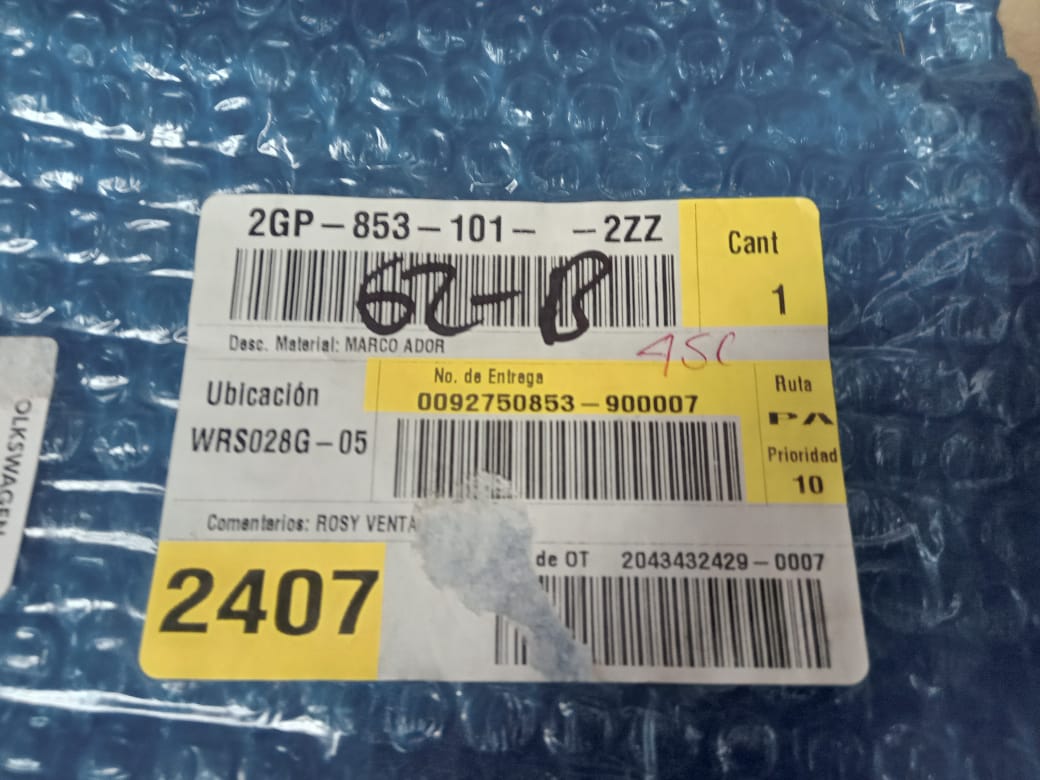 2GP-853-101- -2ZZ
Cant
1
62-B
Desc. Material: MARCO ADOR
ASC
Ubicación
WRS028G-05
No. de Entrega
0092750853-900007
Ruta
PA
Prioridad
10
Comentarios: ROSY VENTA
de OT 2043432429-0007
2407
OLKSWAGEN